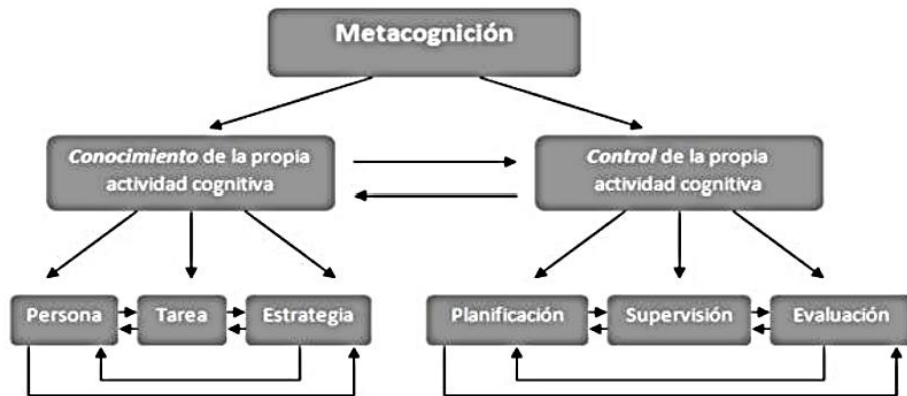 Metacognición
Conocimiento de la propia
actividad cognitiva
Control de la propia
actividad cognitiva
Persona
Tarea
Estrategia
Planificación
Supervisión
Evaluación